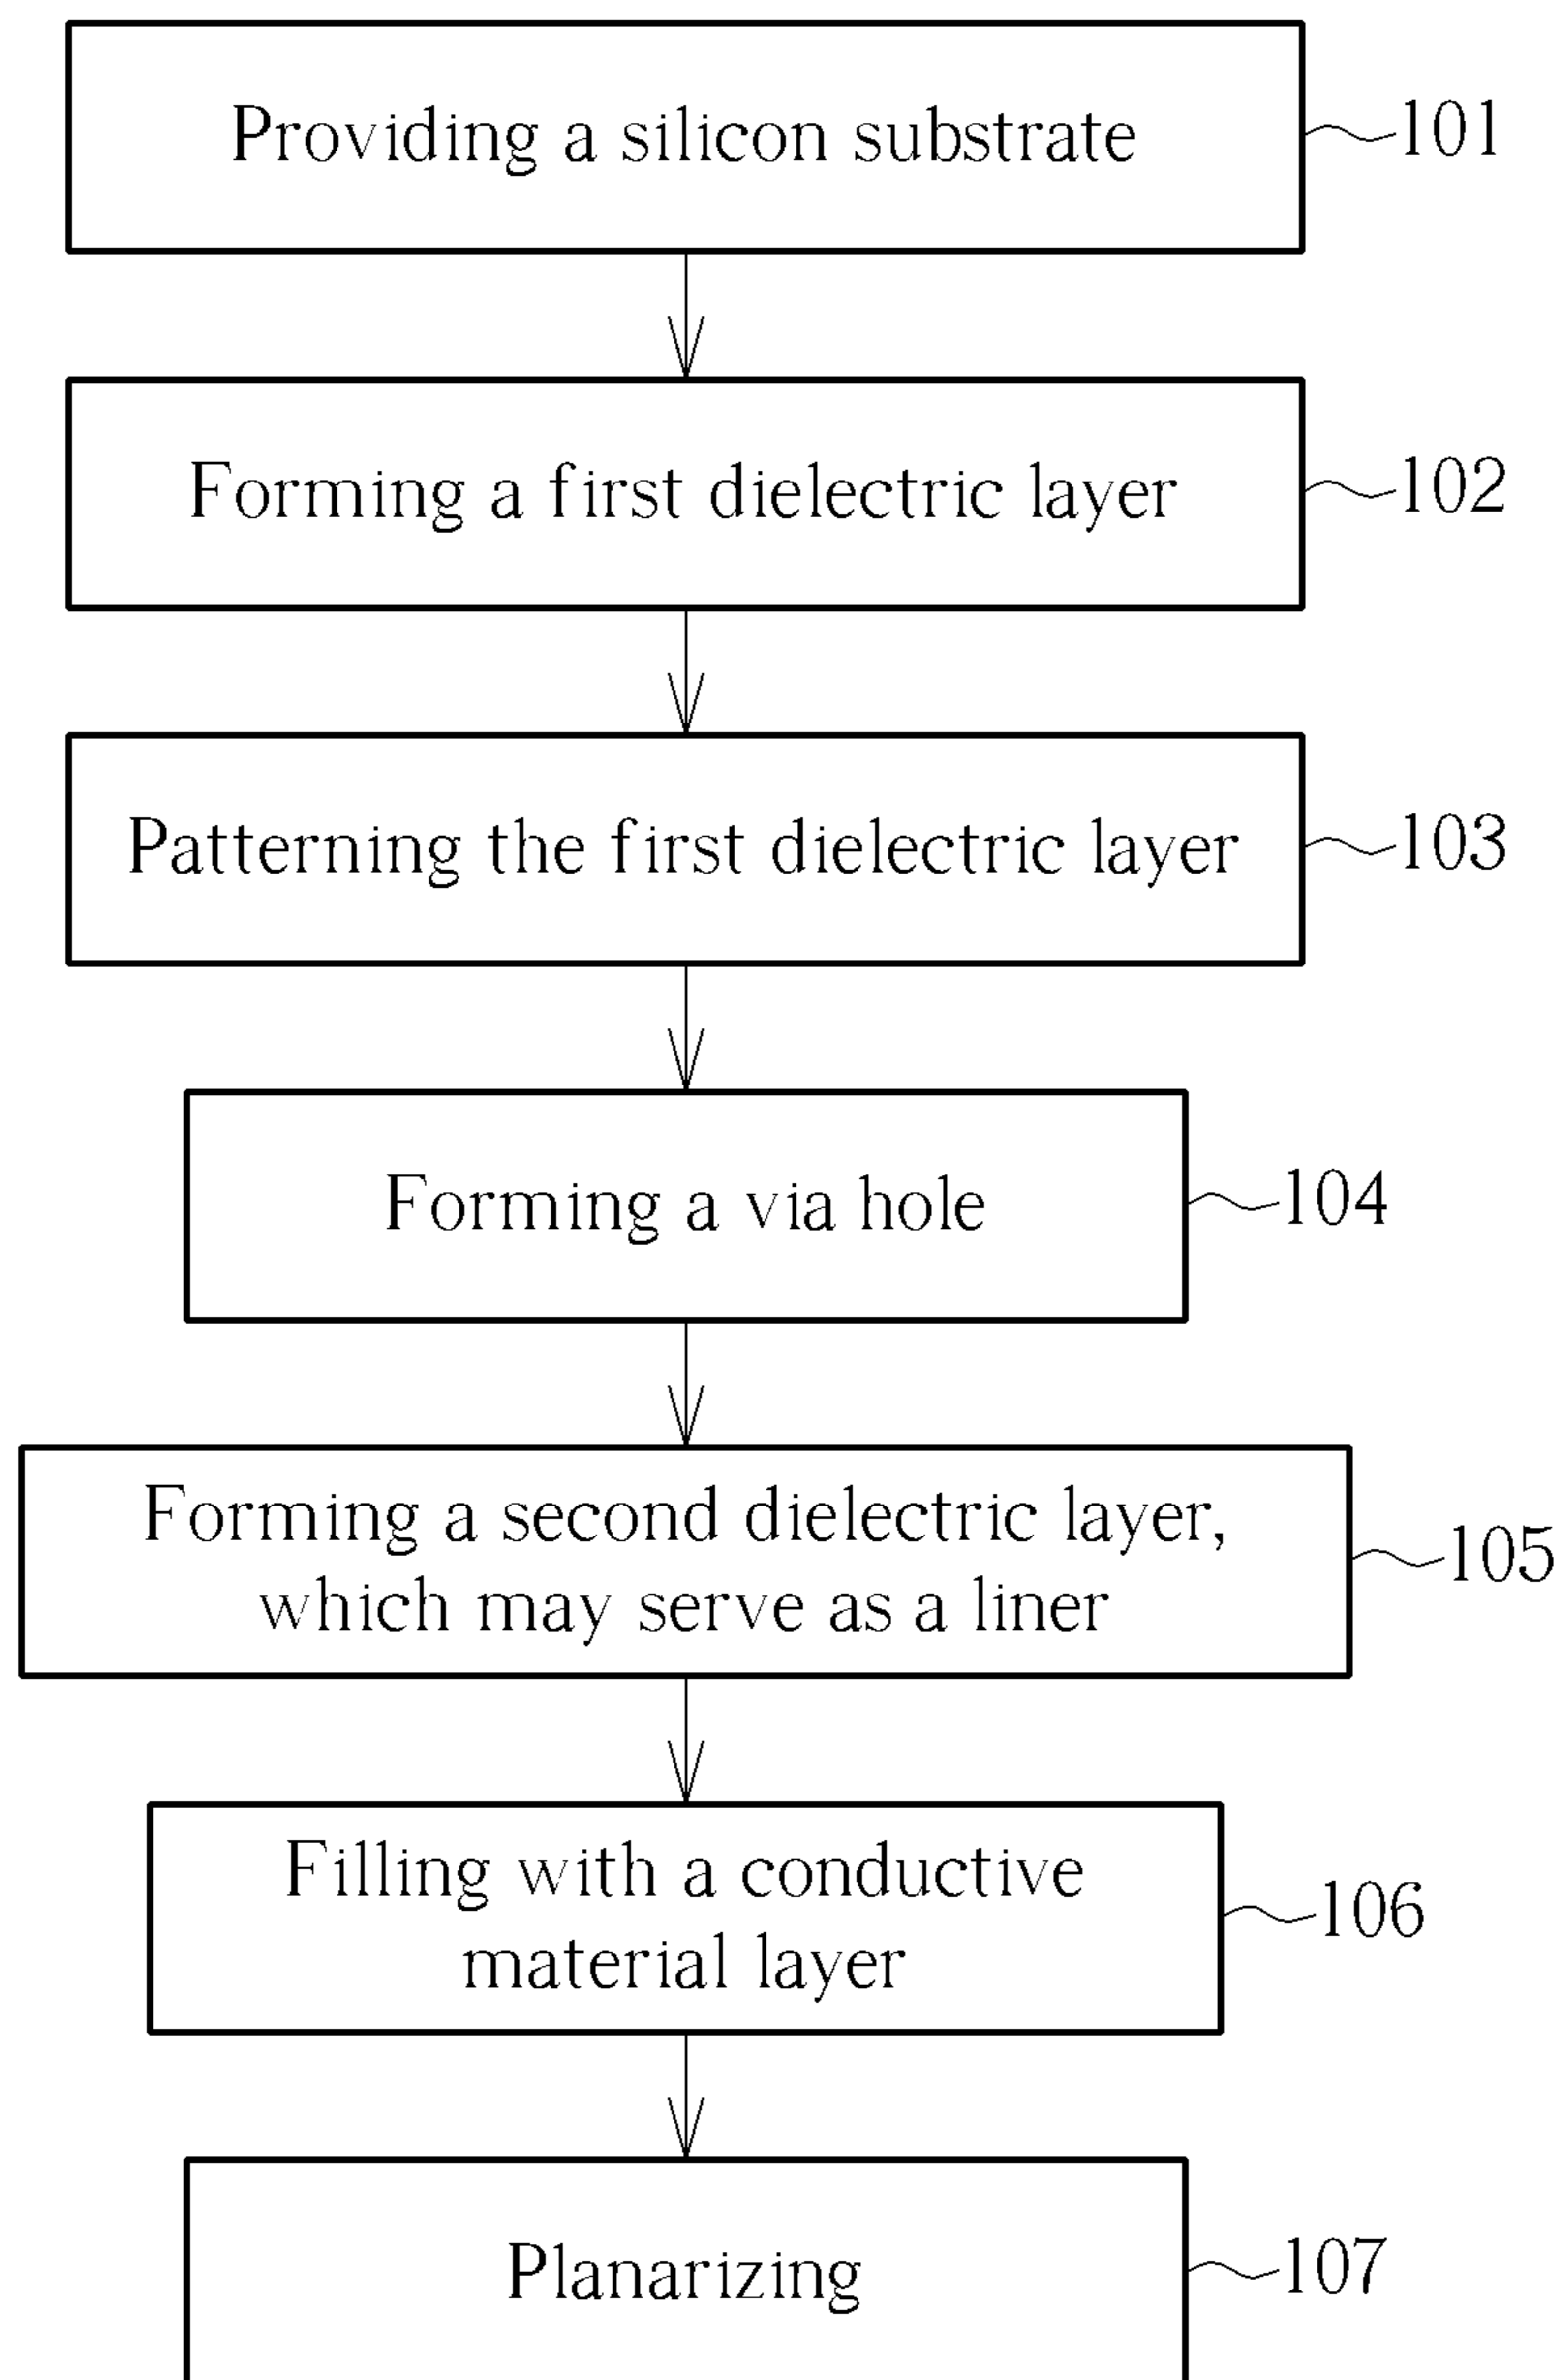 Providing a silicon substrate
101
Forming a first dielectric layer
102
Patterning the first dielectric layer
103
Forming a via hole
104
Forming a second dielectric layer,
which may serve as a liner
105
Filling with a conductive
material layer
106
Planarizing
107